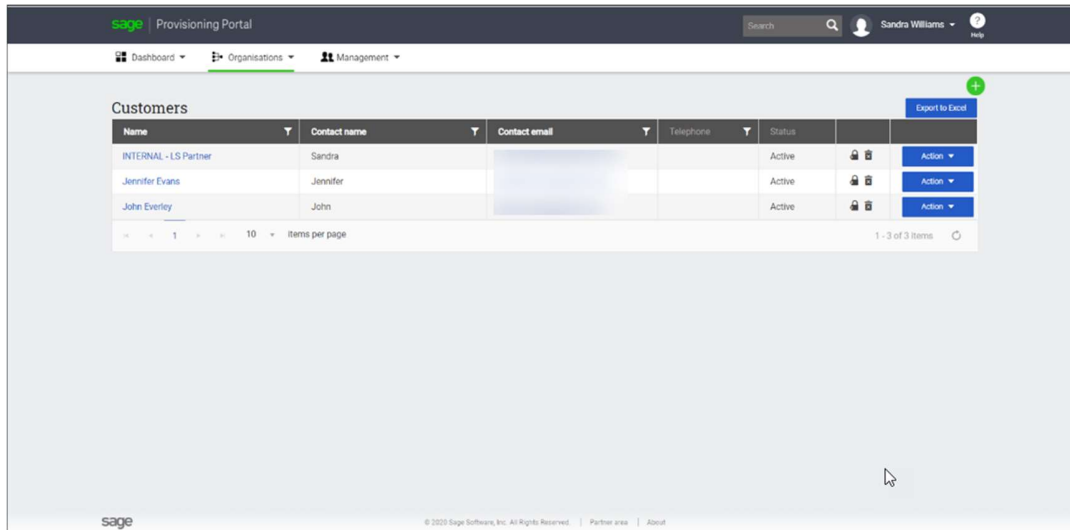 sage | Provisioning Portal Search Sandra Williams ? Help
Dashboard Organisations Management
+
Customers Export to Excel
Name Contact name Contact email Telephone Status
INTERNAL - LS Partner Sandra Active Action
Jennifer Evans Jennifer Active Action
John Everley John Active Action
1 10 items per page 1 - 3 of 3 items
sage © 2020 Sage Software, Inc. All Rights Reserved. | Partner area | About